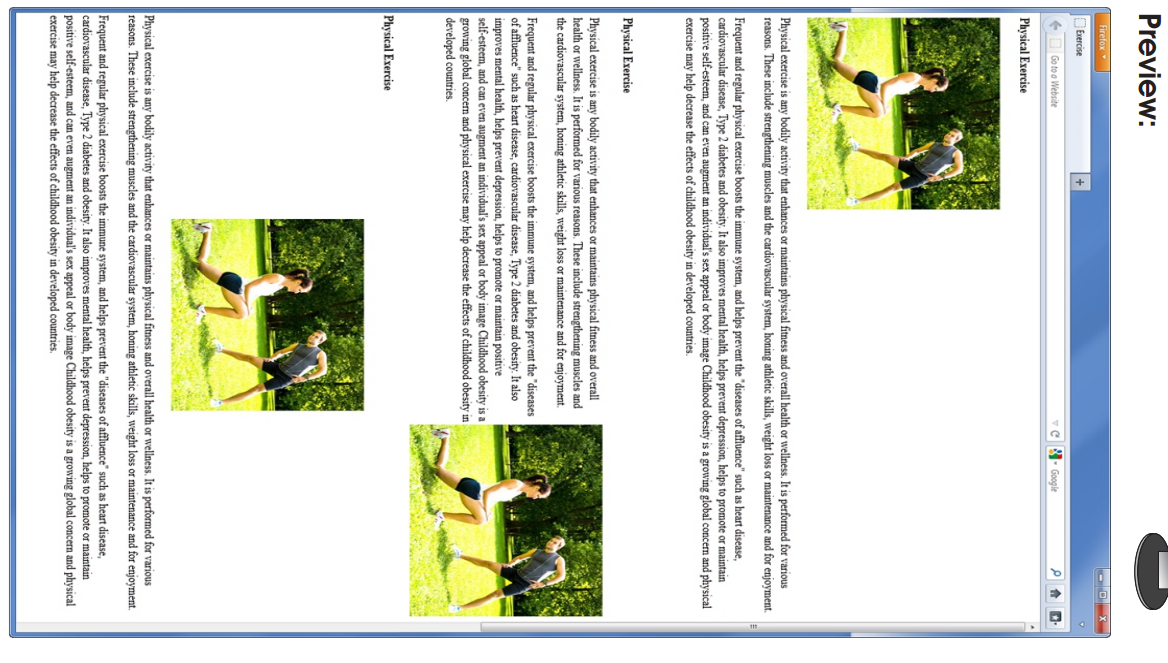 Preview:
Firefox
Exercise
+
Go to a Website
Google
Physical Exercise
Physical exercise is any bodily activity that enhances or maintains physical fitness and overall health or wellness. It is performed for various
reasons. These include strengthening muscles and the cardiovascular system, honing athletic skills, weight loss or maintenance and for enjoyment.
Frequent and regular physical exercise boosts the immune system, and helps prevent the "diseases of affluence" such as heart disease,
cardiovascular disease, Type 2 diabetes and obesity. It also improves mental health, helps prevent depression, helps to promote or maintain
positive self-esteem, and can even augment an individual's sex appeal or body image Childhood obesity is a growing global concern and physical
exercise may help decrease the effects of childhood obesity in developed countries.
Physical Exercise
Physical exercise is any bodily activity that enhances or maintains physical fitness and overall
health or wellness. It is performed for various reasons. These include strengthening muscles and
the cardiovascular system, honing athletic skills, weight loss or maintenance and for enjoyment.
Frequent and regular physical exercise boosts the immune system, and helps prevent the "diseases
of affluence" such as heart disease, cardiovascular disease, Type 2 diabetes and obesity. It also
improves mental health, helps prevent depression, helps to promote or maintain positive
self-esteem, and can even augment an individual's sex appeal or body image Childhood obesity is a
growing global concern and physical exercise may help decrease the effects of childhood obesity in
developed countries.
Physical Exercise
Physical exercise is any bodily activity that enhances or maintains physical fitness and overall health or wellness. It is performed for various
reasons. These include strengthening muscles and the cardiovascular system, honing athletic skills, weight loss or maintenance and for enjoyment.
Frequent and regular physical exercise boosts the immune system, and helps prevent the "diseases of affluence" such as heart disease,
cardiovascular disease, Type 2 diabetes and obesity. It also improves mental health, helps prevent depression, helps to promote or maintain
positive self-esteem, and can even augment an individual's sex appeal or body image Childhood obesity is a growing global concern and physical
exercise may help decrease the effects of childhood obesity in developed countries.